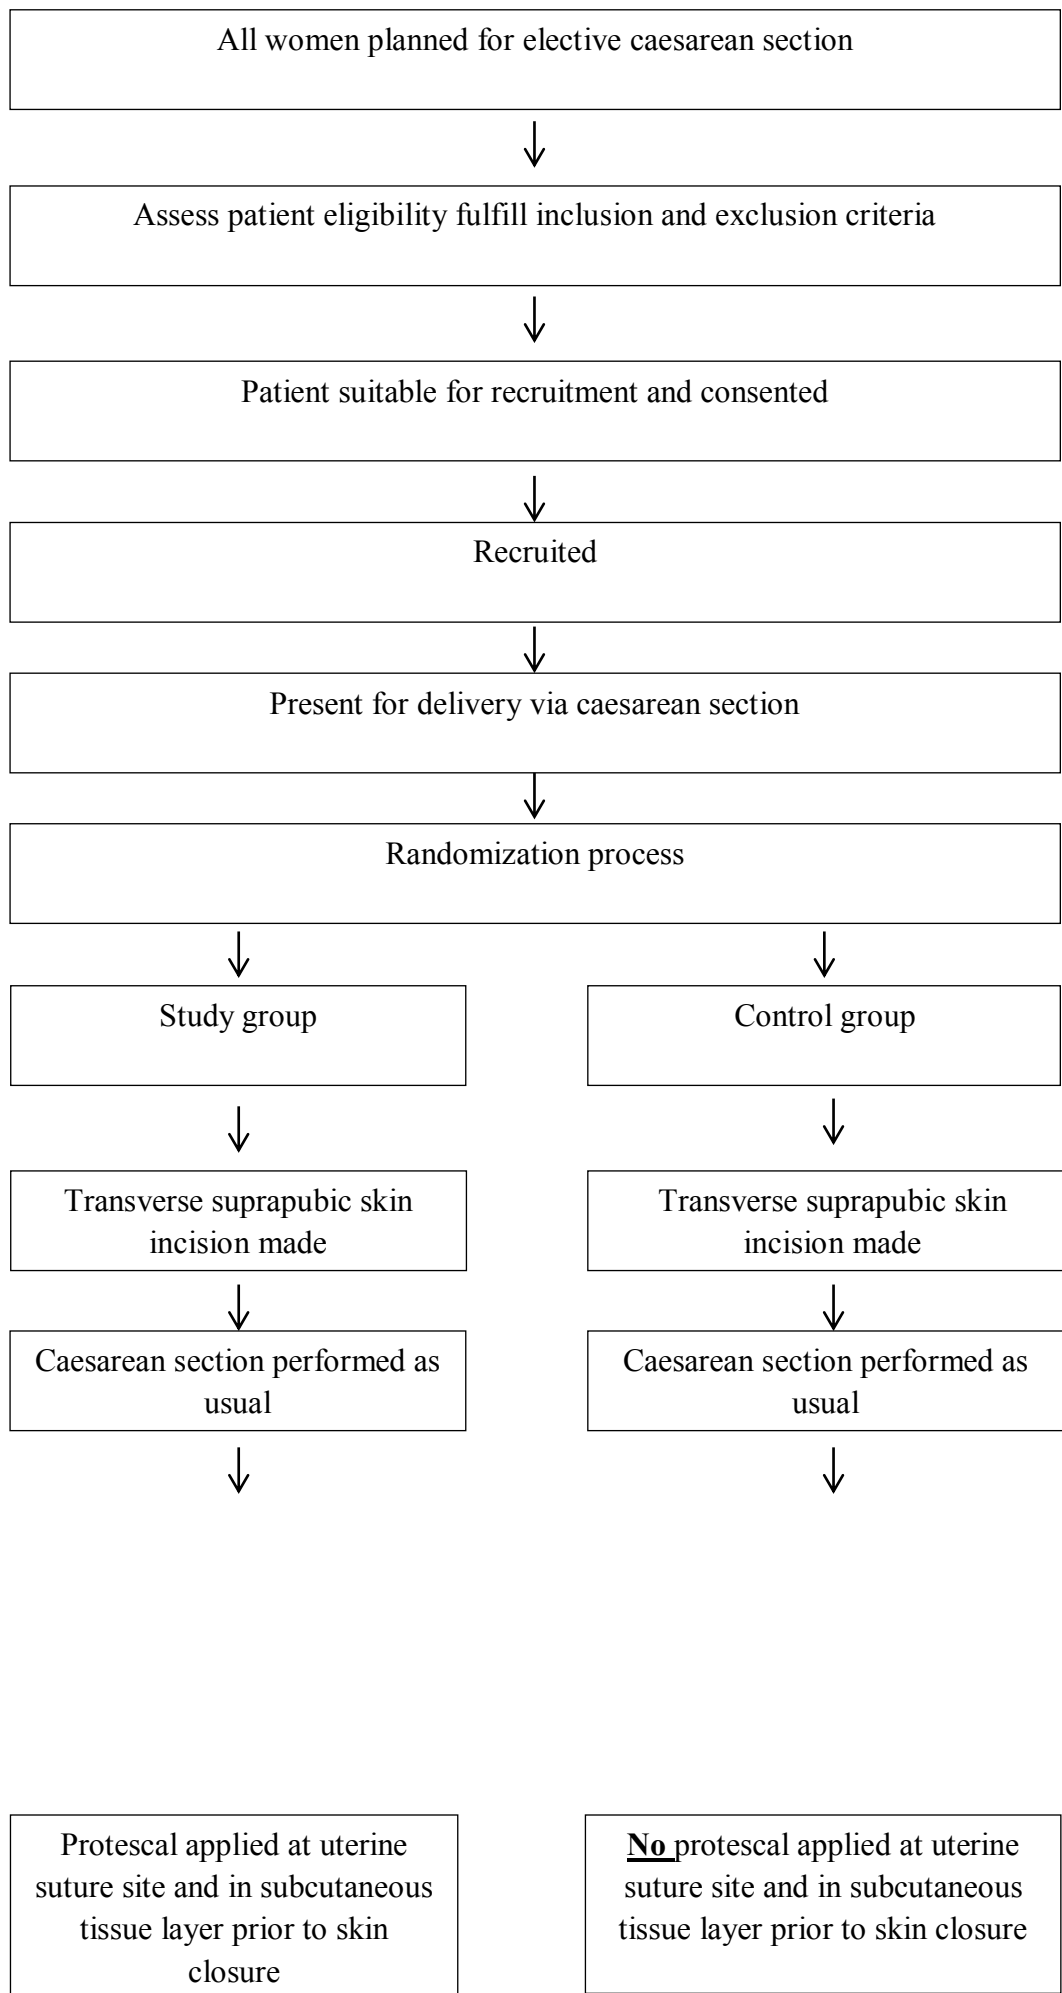 All women planned for elective caesarean section
Assess patient eligibility fulfill inclusion and exclusion criteria
Patient suitable for recruitment and consented
Recruited
Present for delivery via caesarean section
Randomization process
Study group
Control group
Transverse suprapubic skin
incision made
Transverse suprapubic skin
incision made
Caesarean section performed as
usual
Caesarean section performed as
usual
Protescal applied at uterine
suture site and in subcutaneous
tissue layer prior to skin
closure
No protescal applied at uterine
suture site and in subcutaneous
tissue layer prior to skin closure